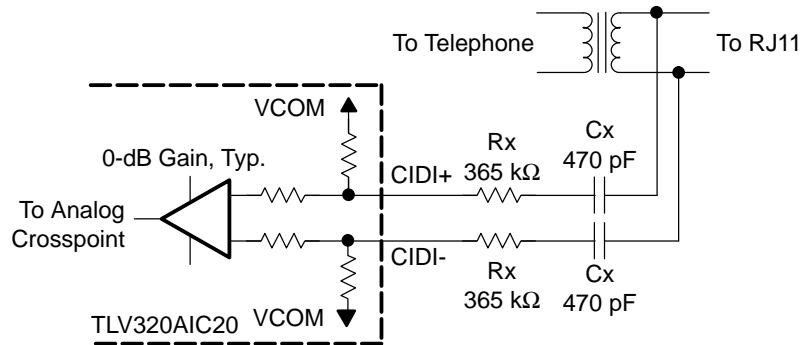 To Telephone
To RJ11
VCOM
Rx
365 kΩ
Cx
470 pF
0-dB Gain, Typ.
CIDI+
To Analog
Crosspoint
CIDI-
Rx
365 kΩ
Cx
470 pF
VCOM
TLV320AIC20